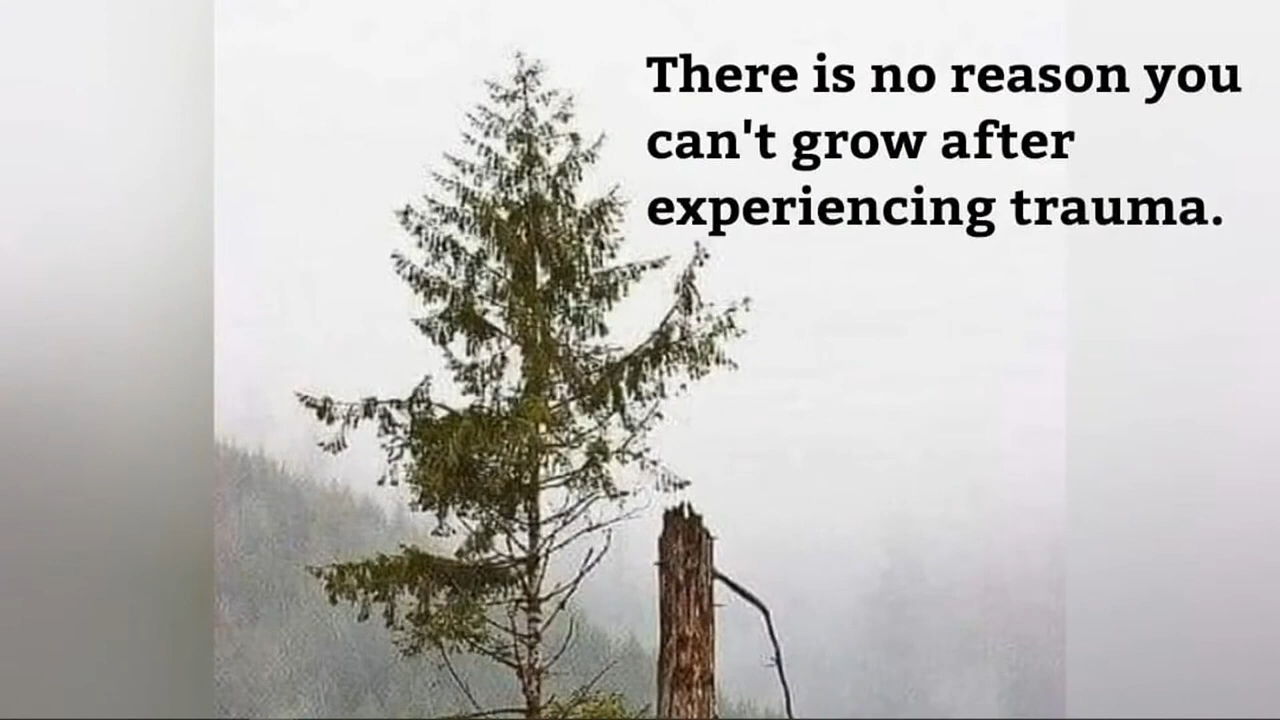 There is no reason you
can't grow after
experiencing trauma.